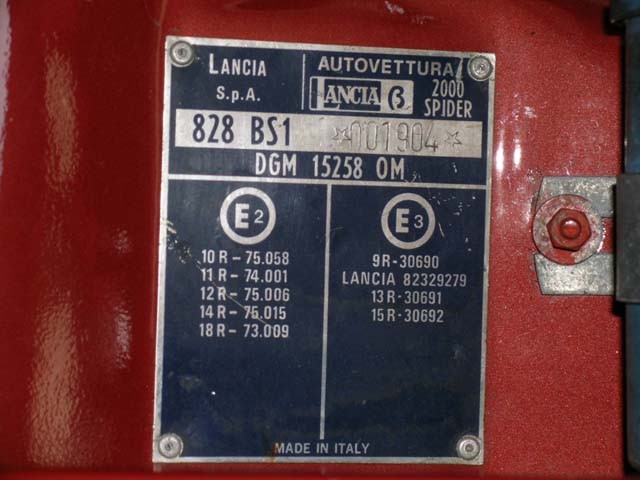 LANCIA
S.p.A.
AUTOVETTURA
LANCIA β 2000
SPIDER
828 BS1 ☆001904☆
DGM 15258 OM
E2
10 R - 75.058
11 R - 74.001
12 R - 75.006
14 R - 75.015
18 R - 73.009
E3
9R-30690
LANCIA 82329279
13R-30691
15R-30692
MADE IN ITALY